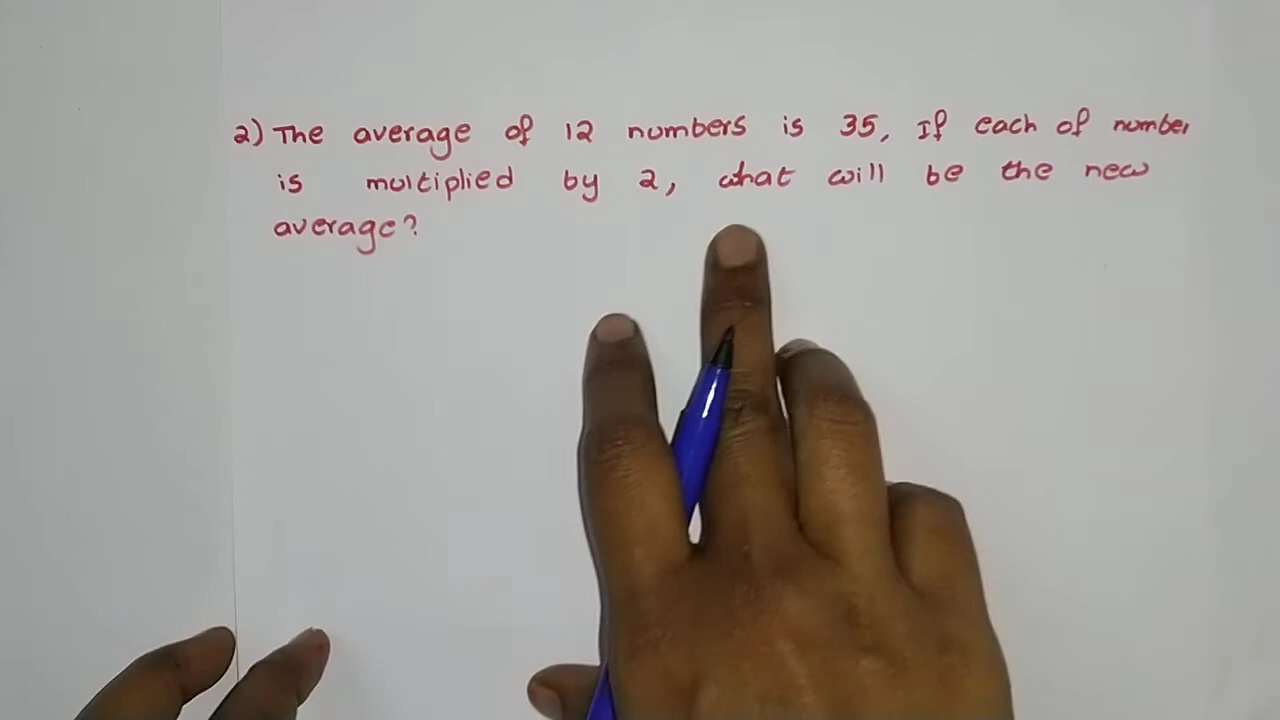 2) The average of 12 numbers is 35, If each of number
is multiplied by 2, what will be the new
average?